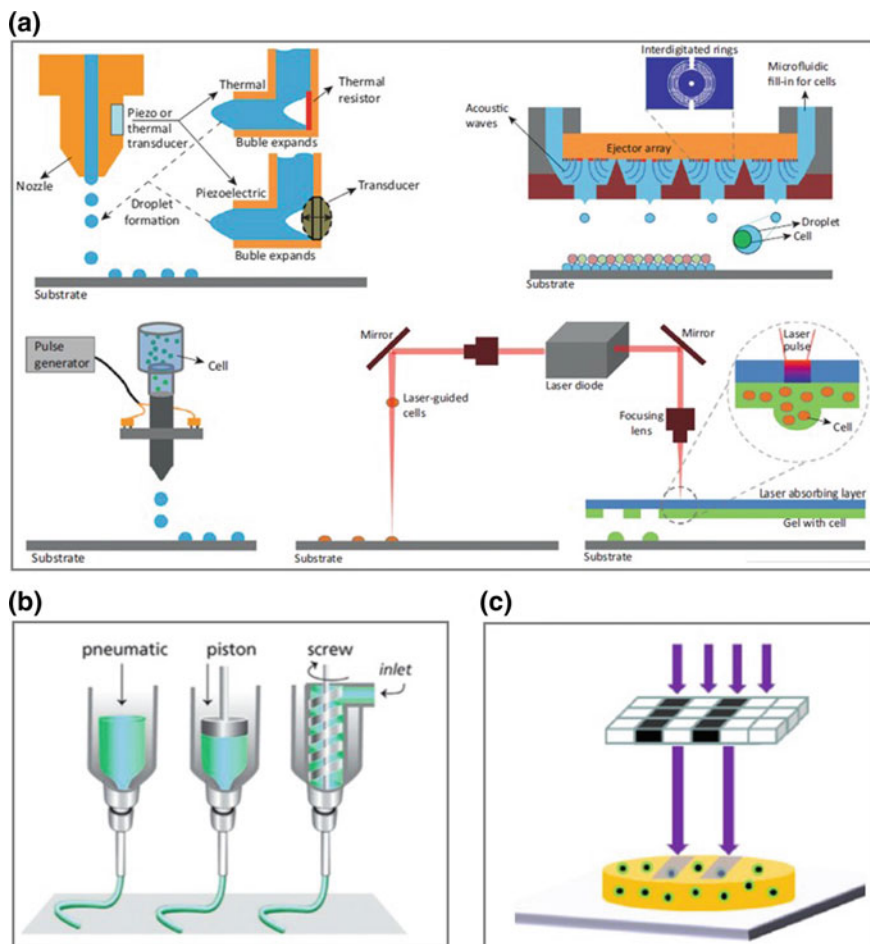 (a)
Piezo or
thermal
transducer
Nozzle
Thermal
Thermal
resistor
Buble expands
Piezoelectric
Transducer
Droplet
formation
Buble expands
Substrate
Interdigitated rings
Microfluidic
fill-in for cells
Acoustic
waves
Ejector array
Droplet
Cell
Substrate
Pulse
generator
Cell
Substrate
Mirror
Laser-guided
cells
Laser diode
Mirror
Focusing
lens
Laser
pulse
Cell
Laser absorbing layer
Gel with cell
Substrate
Substrate
(b)
pneumatic
piston
screw
inlet
(c)